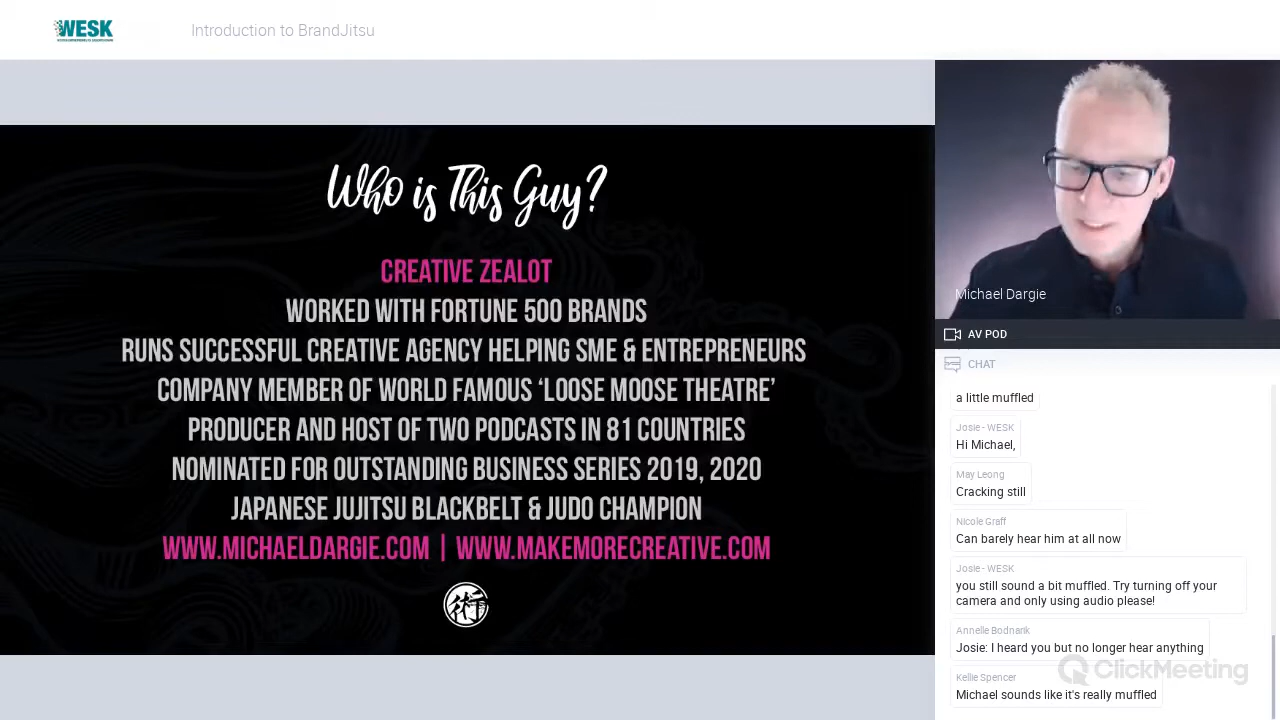 WESK
Introduction to BrandJitsu
Who is This Guy?
CREATIVE ZEALOT
WORKED WITH FORTUNE 500 BRANDS
RUNS SUCCESSFUL CREATIVE AGENCY HELPING SME & ENTREPRENEURS
COMPANY MEMBER OF WORLD FAMOUS ‘LOOSE MOOSE THEATRE’
PRODUCER AND HOST OF TWO PODCASTS IN 81 COUNTRIES
NOMINATED FOR OUTSTANDING BUSINESS SERIES 2019, 2020
JAPANESE JUJITSU BLACKBELT & JUDO CHAMPION
WWW.MICHAELDARGIE.COM | WWW.MAKEMORECREATIVE.COM
術
Michael Dargie
AV POD
CHAT
a little muffled
Josie - WESK
Hi Michael,
May Leong
Cracking still
Nicole Graff
Can barely hear him at all now
Josie - WESK
you still sound a bit muffled. Try turning off your
camera and only using audio please!
Annelle Bodnarik
Josie: I heard you but no longer hear anything
ClickMeeting
Kellie Spencer
Michael sounds like it's really muffled